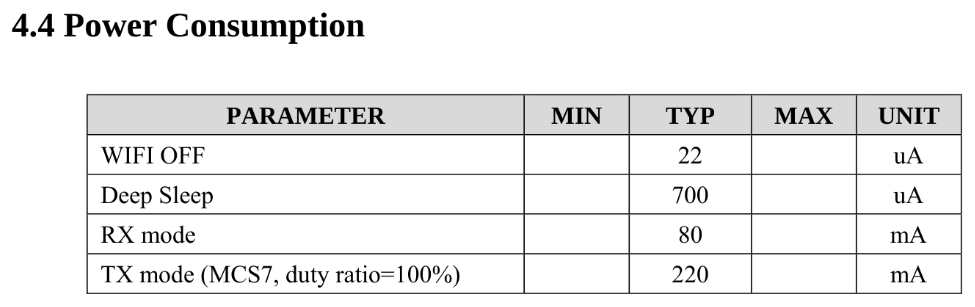 4.4 Power Consumption
PARAMETER MIN TYP MAX UNIT
WIFI OFF 22 uA
Deep Sleep 700 uA
RX mode 80 mA
TX mode (MCS7, duty ratio=100%) 220 mA